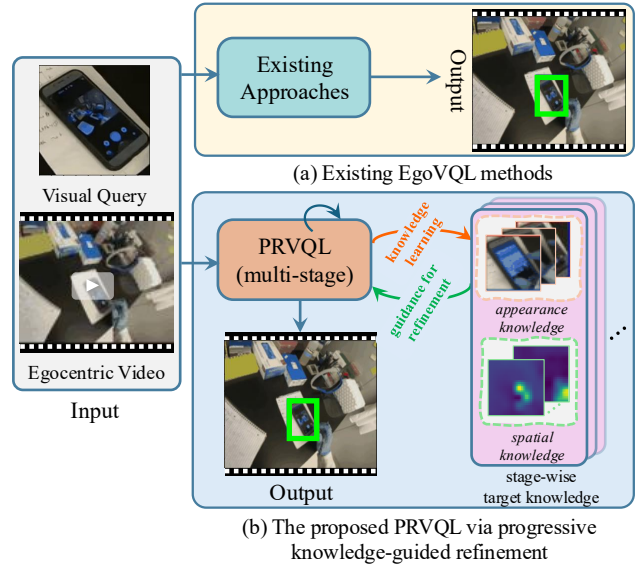 Visual Query
Egocentric Video
Input
Existing
Approaches
Output
(a) Existing EgoVQL methods
PRVQL
(multi-stage)
knowledge
learning
guidance for
refinement
appearance
knowledge
spatial
knowledge
...
stage-wise
target knowledge
Output
(b) The proposed PRVQL via progressive
knowledge-guided refinement